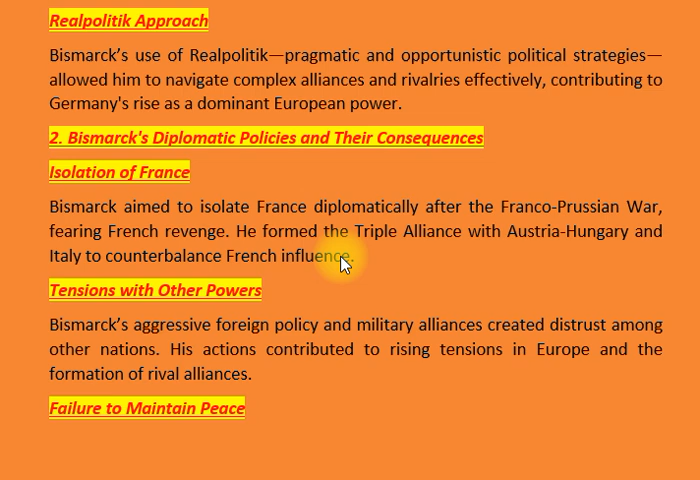 Realpolitik Approach
Bismarck’s use of Realpolitik—pragmatic and opportunistic political strategies—
allowed him to navigate complex alliances and rivalries effectively, contributing to
Germany's rise as a dominant European power.
2. Bismarck's Diplomatic Policies and Their Consequences
Isolation of France
Bismarck aimed to isolate France diplomatically after the Franco-Prussian War,
fearing French revenge. He formed the Triple Alliance with Austria-Hungary and
Italy to counterbalance French influence.
Tensions with Other Powers
Bismarck’s aggressive foreign policy and military alliances created distrust among
other nations. His actions contributed to rising tensions in Europe and the
formation of rival alliances.
Failure to Maintain Peace